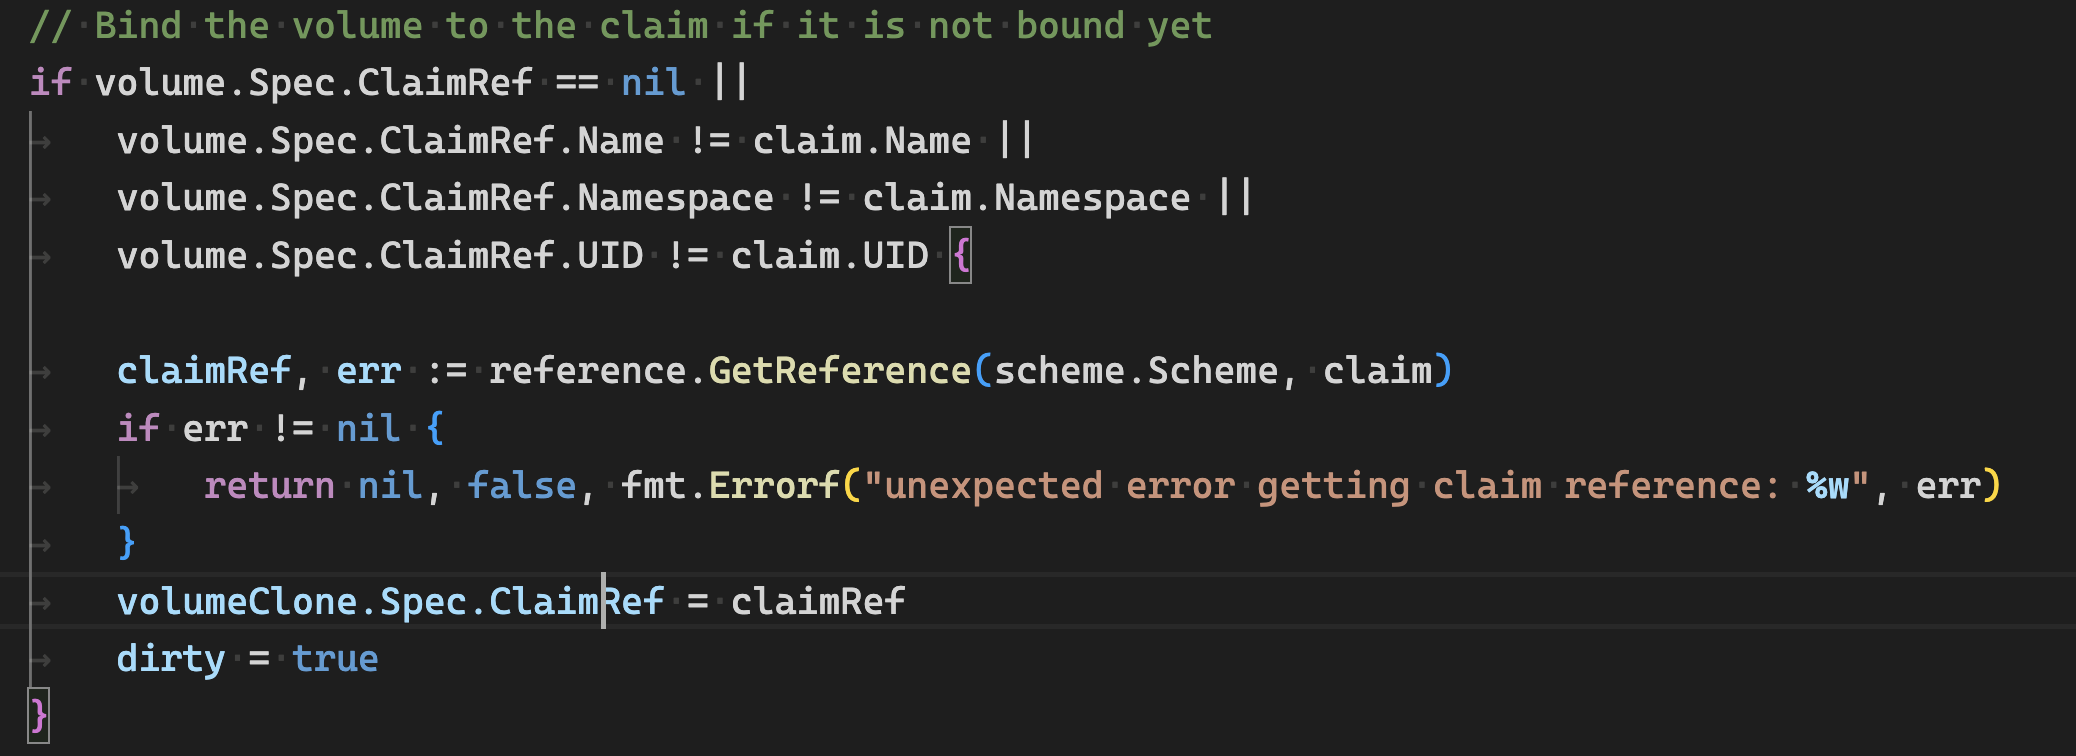 // Bind the volume to the claim if it is not bound yet
if volume.Spec.ClaimRef == nil ||
volume.Spec.ClaimRef.Name != claim.Name ||
volume.Spec.ClaimRef.Namespace != claim.Namespace ||
volume.Spec.ClaimRef.UID != claim.UID {
claimRef, err := reference.GetReference(scheme.Scheme, claim)
if err != nil {
return nil, false, fmt.Errorf("unexpected error getting claim reference: %w", err)
}
volumeClone.Spec.ClaimRef = claimRef
dirty = true
}